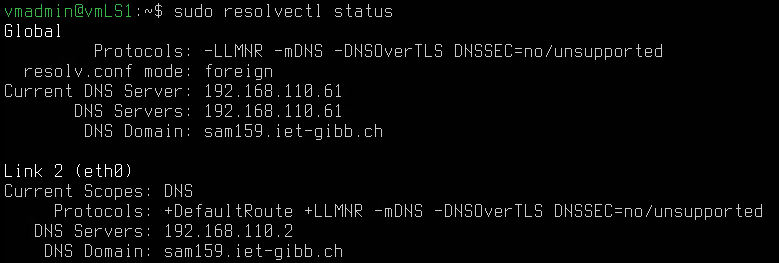 vmadmin@vmLS1:~$ sudo resolvectl status
Global
Protocols: -LLMNR -mDNS -DNSOverTLS DNSSEC=no/unsupported
resolv.conf mode: foreign
Current DNS Server: 192.168.110.61
DNS Servers: 192.168.110.61
DNS Domain: sam159.iet-gibb.ch
Link 2 (eth0)
Current Scopes: DNS
Protocols: +DefaultRoute +LLMNR -mDNS -DNSOverTLS DNSSEC=no/unsupported
DNS Servers: 192.168.110.2
DNS Domain: sam159.iet-gibb.ch